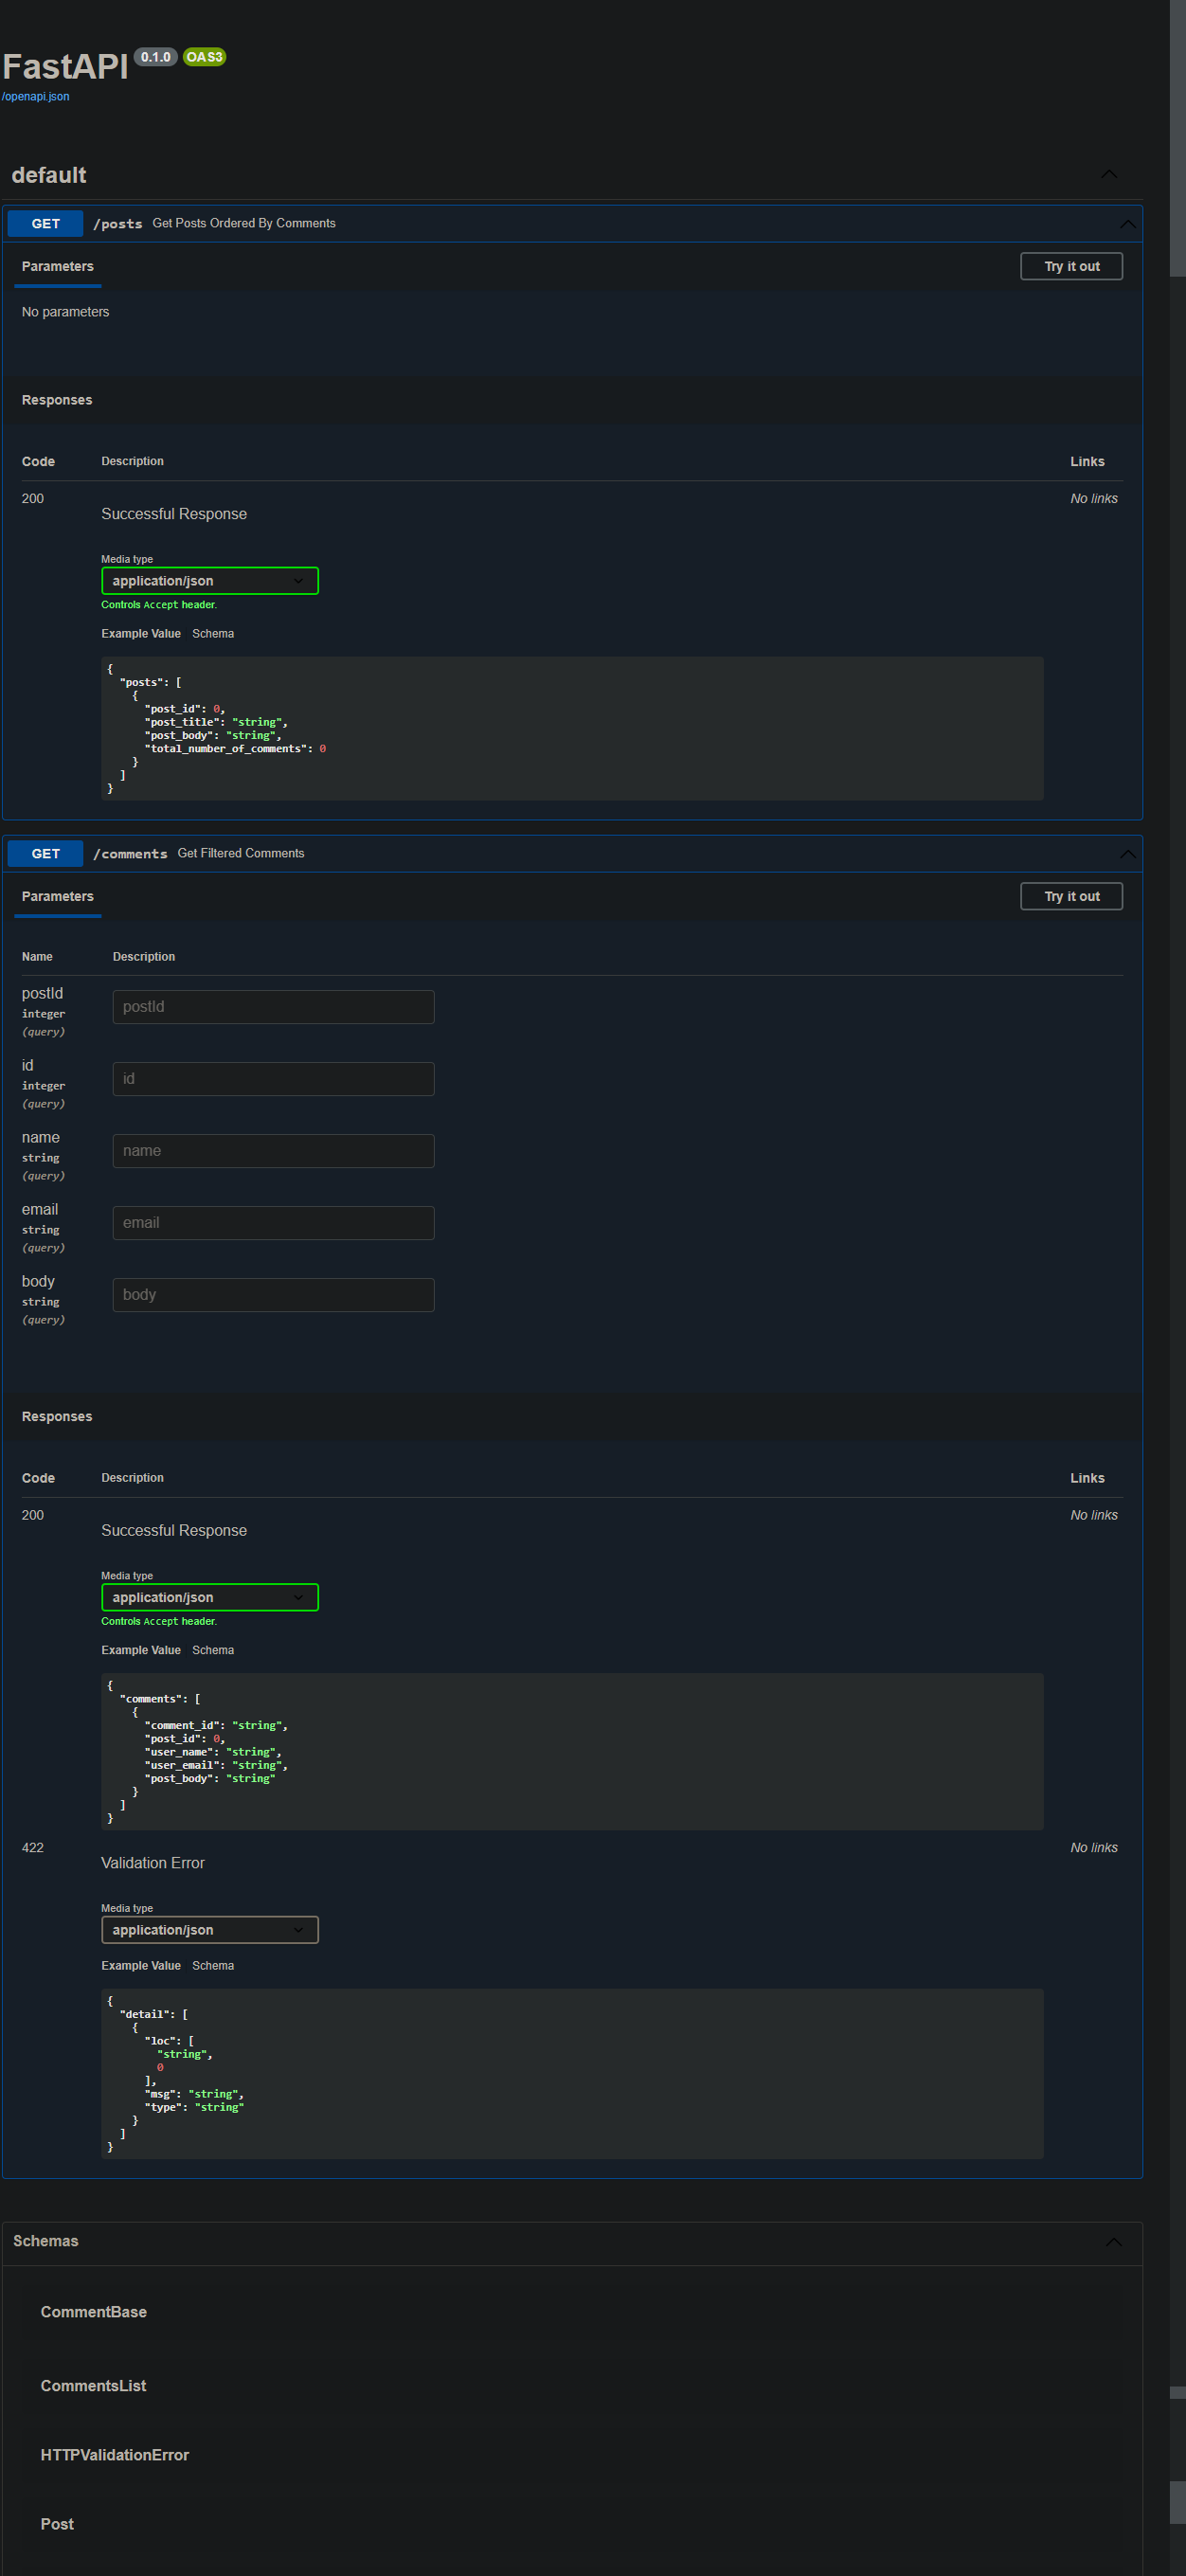 FastAPI 0.1.0 OAS3
/openapi.json
default
GET /posts Get Posts Ordered By Comments
Parameters Try it out
No parameters
Responses
Code Description Links
200 No links
Successful Response
Media type
application/json
Controls Accept header.
Example Value Schema
{
  "posts": [
    {
      "post_id": 0,
      "post_title": "string",
      "post_body": "string",
      "total_number_of_comments": 0
    }
  ]
}
GET /comments Get Filtered Comments
Parameters Try it out
Name Description
postId
integer
(query)
postId
id
integer
(query)
id
name
string
(query)
name
email
string
(query)
email
body
string
(query)
body
Responses
Code Description Links
200 No links
Successful Response
Media type
application/json
Controls Accept header.
Example Value Schema
{
  "comments": [
    {
      "comment_id": "string",
      "post_id": 0,
      "user_name": "string",
      "user_email": "string",
      "post_body": "string"
    }
  ]
}
422 No links
Validation Error
Media type
application/json
Example Value Schema
{
  "detail": [
    {
      "loc": [
        "string",
        0
      ],
      "msg": "string",
      "type": "string"
    }
  ]
}
Schemas
CommentBase
CommentsList
HTTPValidationError
Post